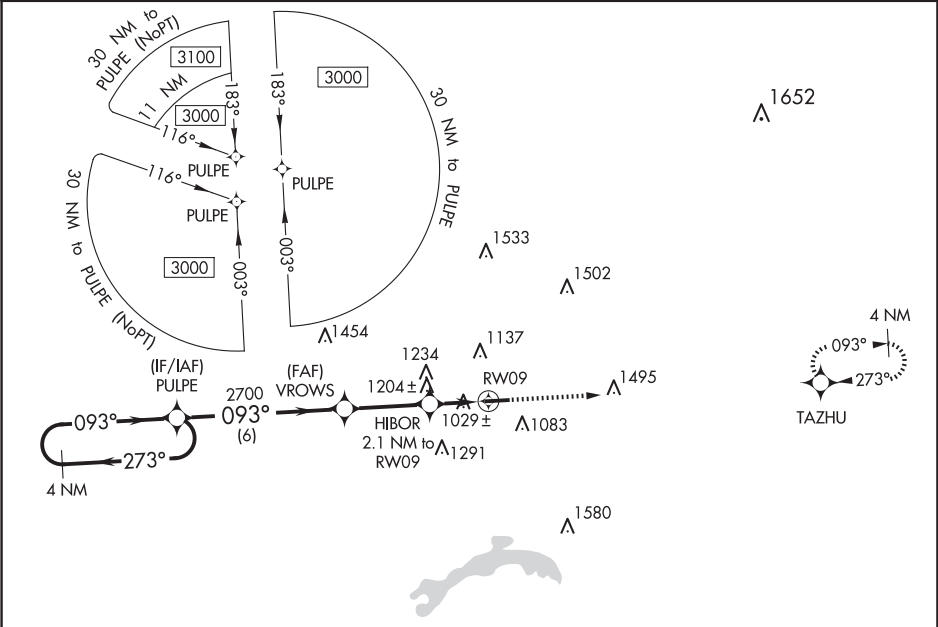 30 NM to
PULPE (NoPT)
3100
11 NM
3000
183°
116°
PULPE
183°
3000
30 NM to PULPE
PULPE
003°
116°
PULPE
30 NM to PULPE (NoPT)
3000
003°
1652
1533
1502
1454
1137
1234
1204±
1495
4 NM
093°
273°
TAZHU
(IF/IAF)
PULPE
093°
273°
4 NM
2700
093°
(6)
(FAF)
VROWS
HIBOR
2.1 NM to
RW09
RW09
1029±
1083
1291
1580